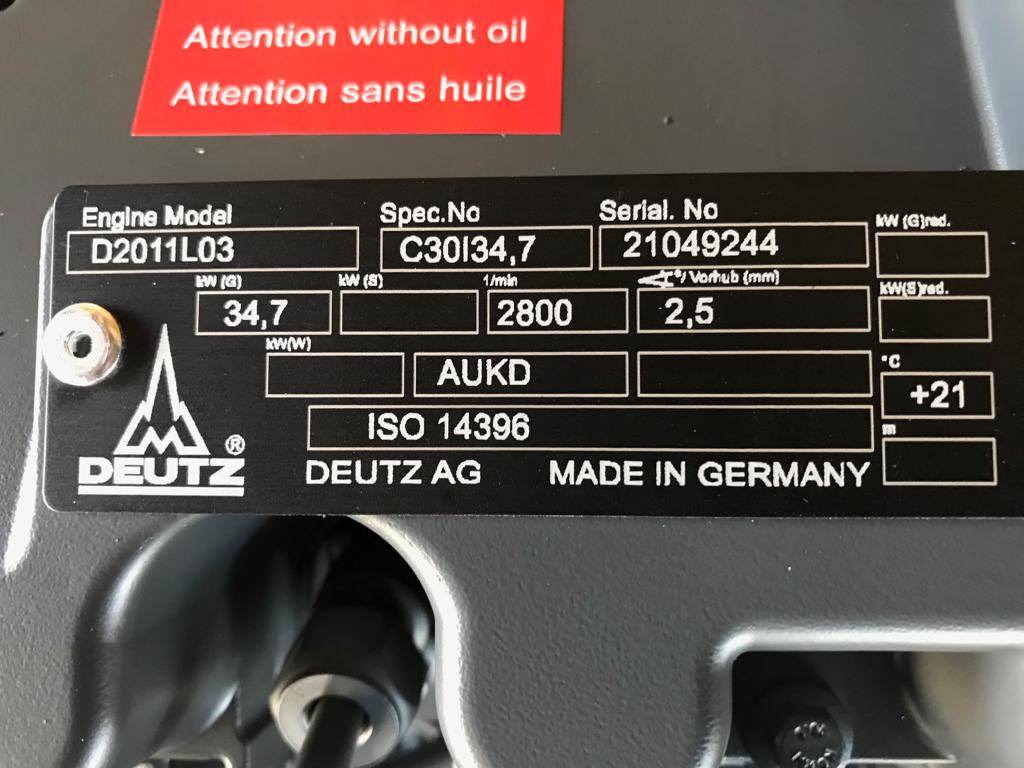 Attention without oil
Attention sans huile
Engine Model Spec.No Serial. No kW (G)red.
D2011L03 C30I34,7 21049244
kW (G) kW (S) 1/min °/ Vorhub (mm) kW(S)red.
34,7 2800 2,5
kW(W) °C
AUKD +21
ISO 14396 m
DEUTZ ® DEUTZ AG MADE IN GERMANY